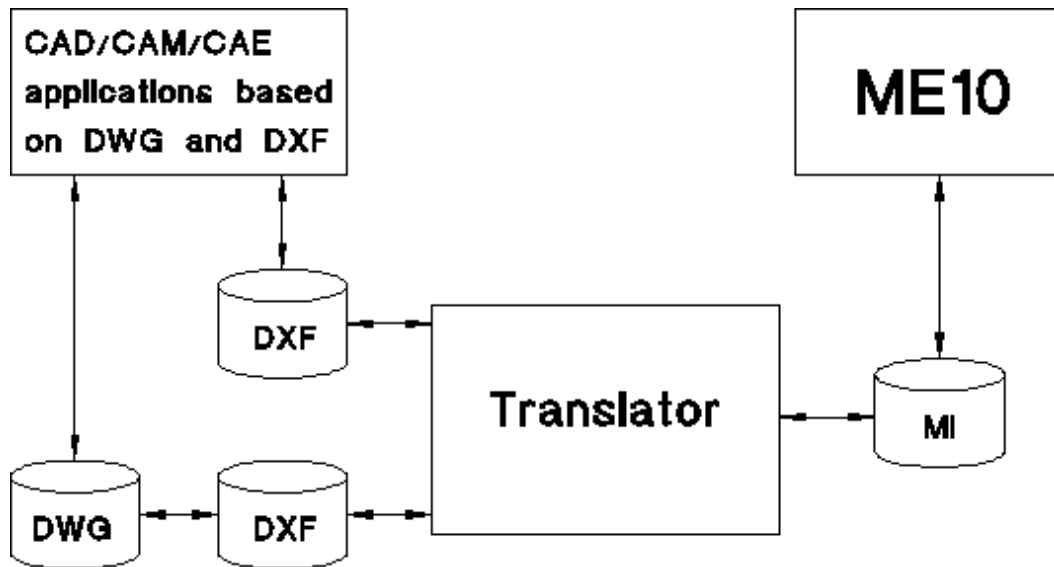 CAD/CAM/CAE
applications based
on DWG and DXF
ME10
DXF
Translator
MI
DWG
DXF